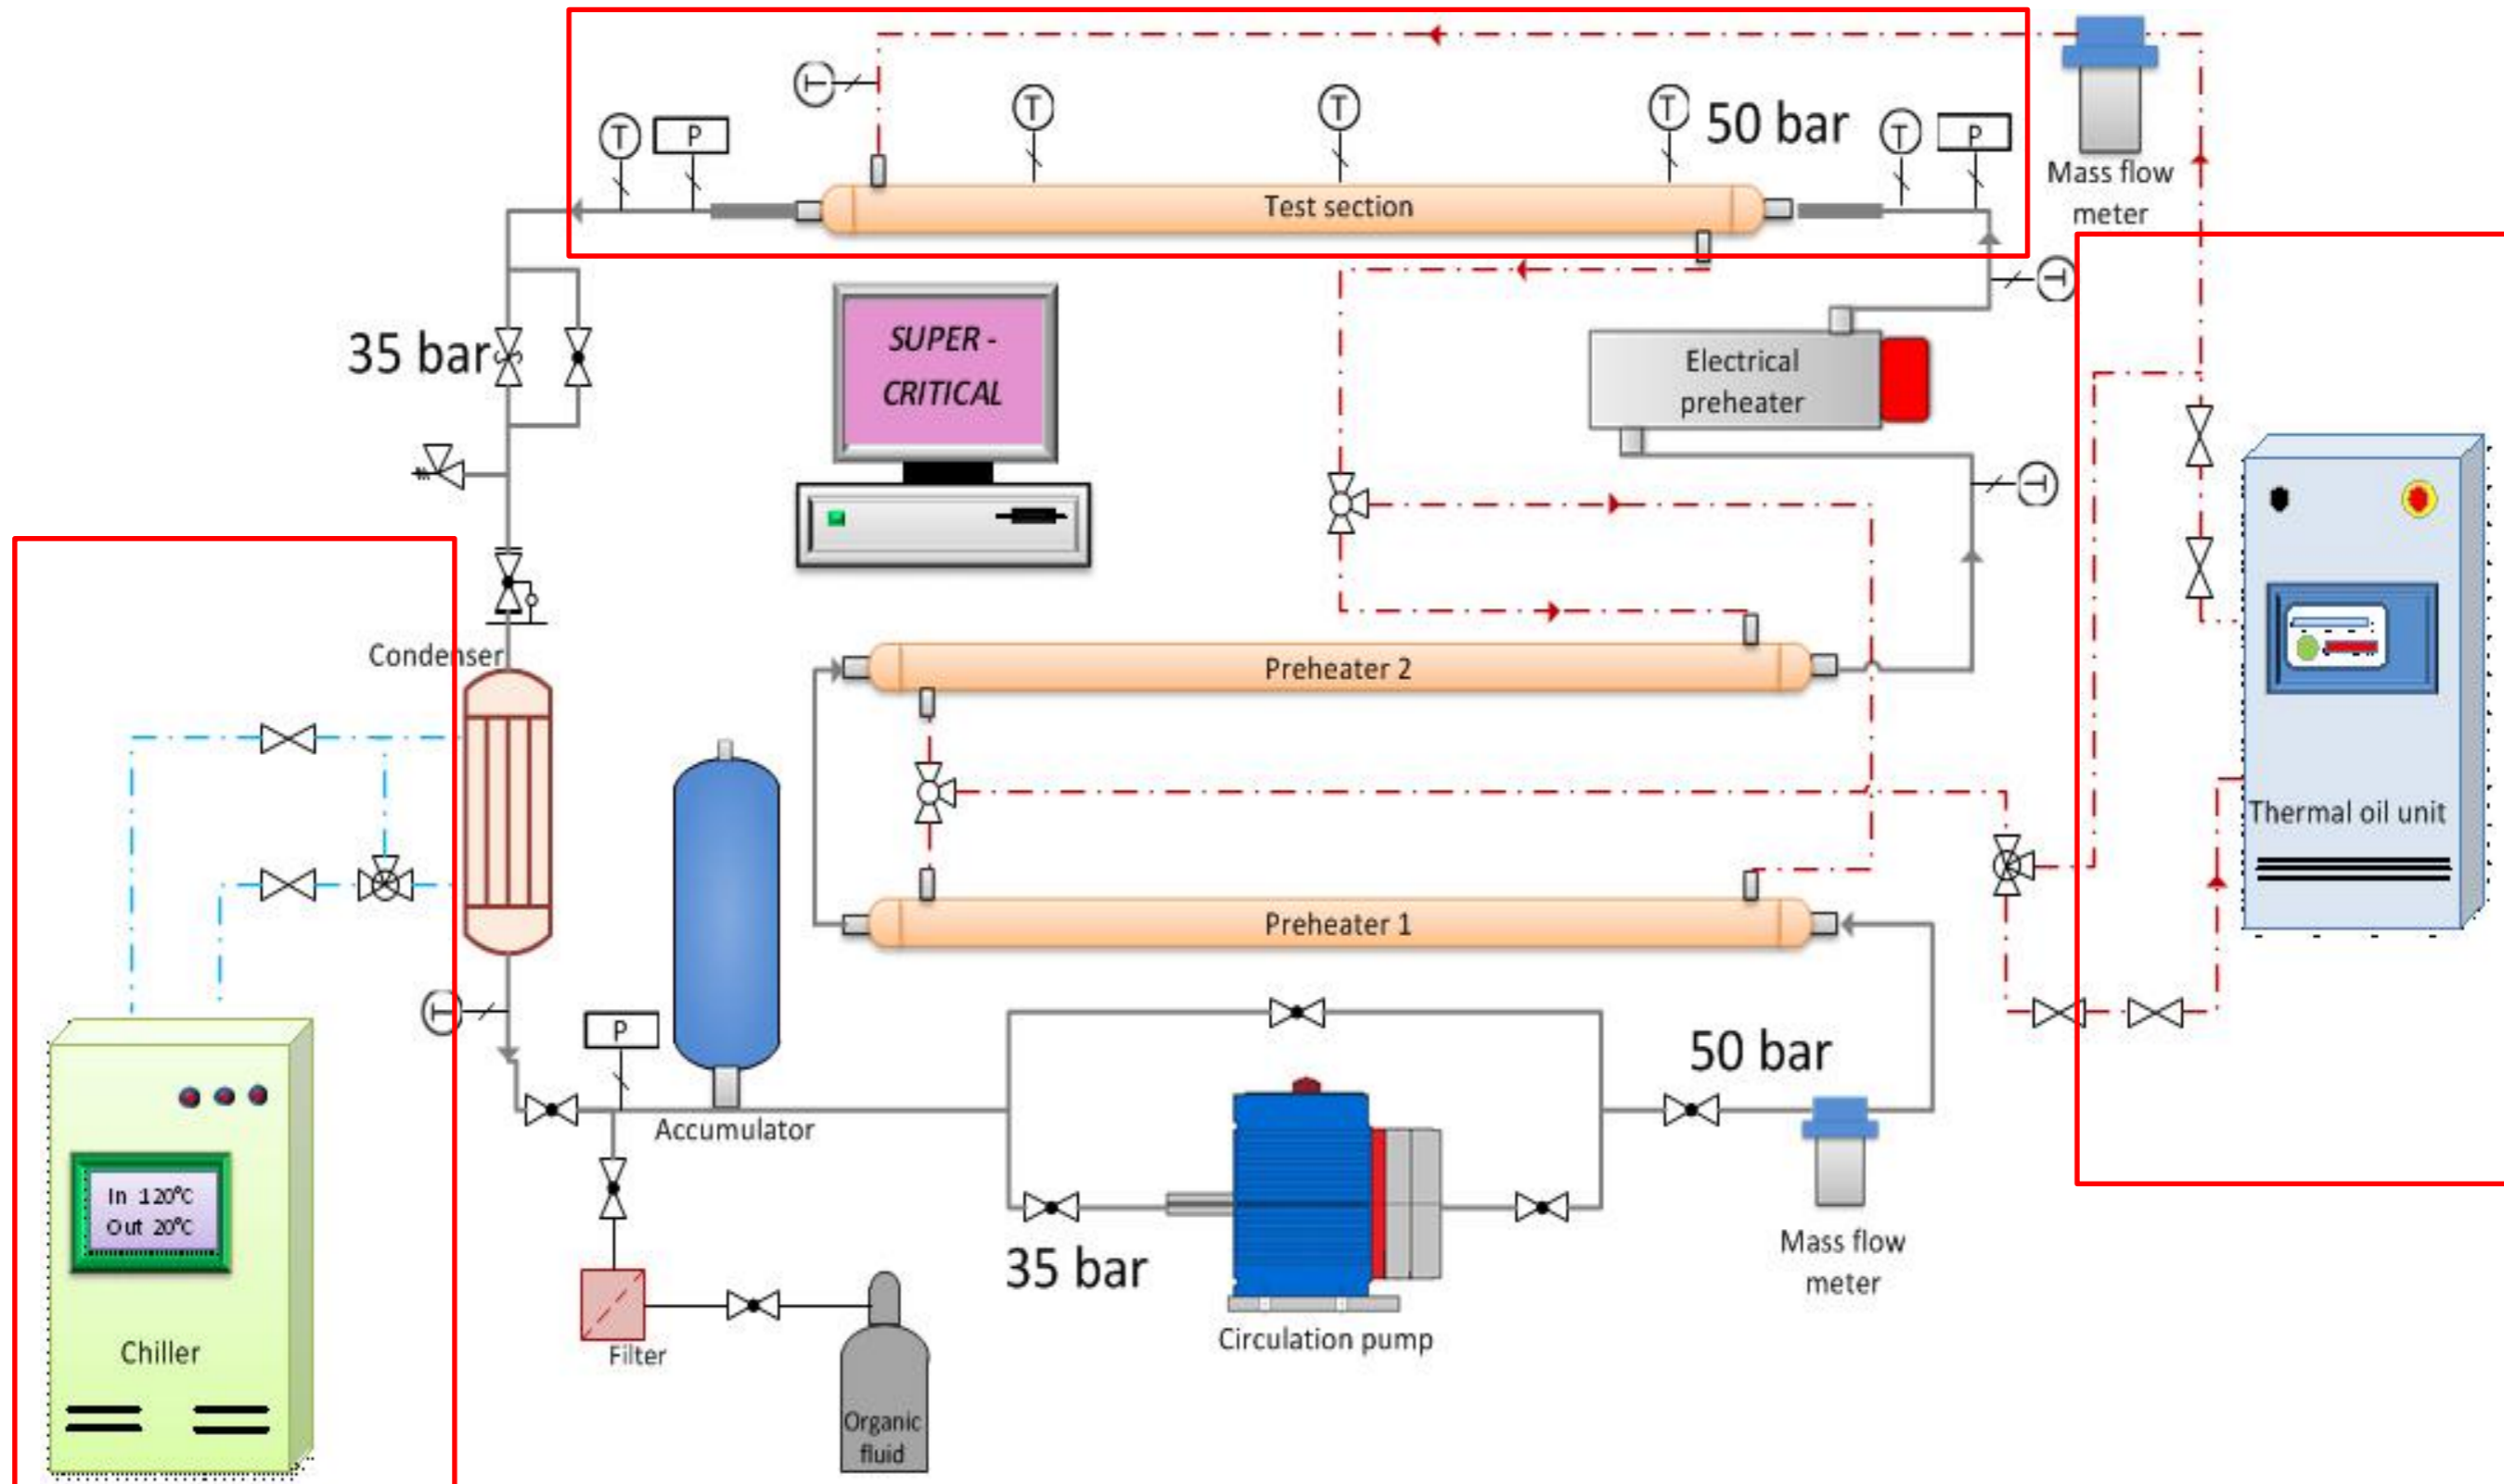 T
T
T
T
50 bar
T
P
T
P
Mass flow
meter
Test section
T
35 bar
SUPER -
CRITICAL
Electrical
preheater
T
Condenser
Preheater 2
Thermal oil unit
Preheater 1
T
P
50 bar
Accumulator
In :120°C
Out 20°C
35 bar
Mass flow
meter
Circulation pump
Chiller
Filter
Organic
fluid